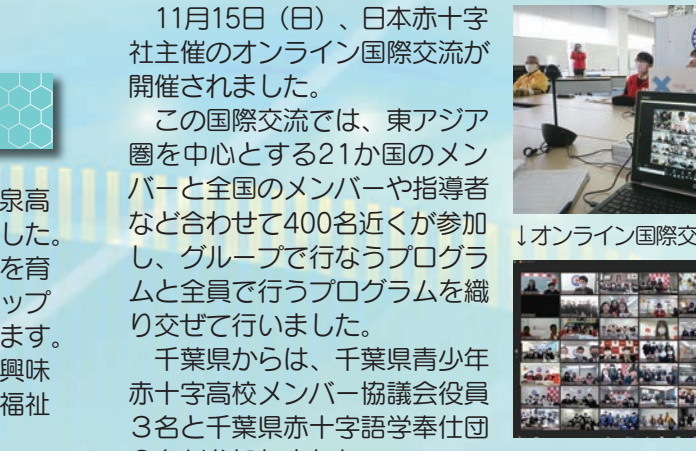 泉高
した。
を育
ップ
ます。
興味
福祉
11月15日(日)、日本赤十字
社主催のオンライン国際交流が
開催されました。
この国際交流では、東アジア
圏を中心とする21か国のメン
バーと全国のメンバーや指導者
など合わせて400名近くが参加
し、グループで行なうプログラ
ムと全員で行うプログラムを織
り交ぜて行いました。
千葉県からは、千葉県青少年
赤十字高校メンバー協議会役員
３名と千葉県赤十字語学奉仕団
↓オンライン国際交